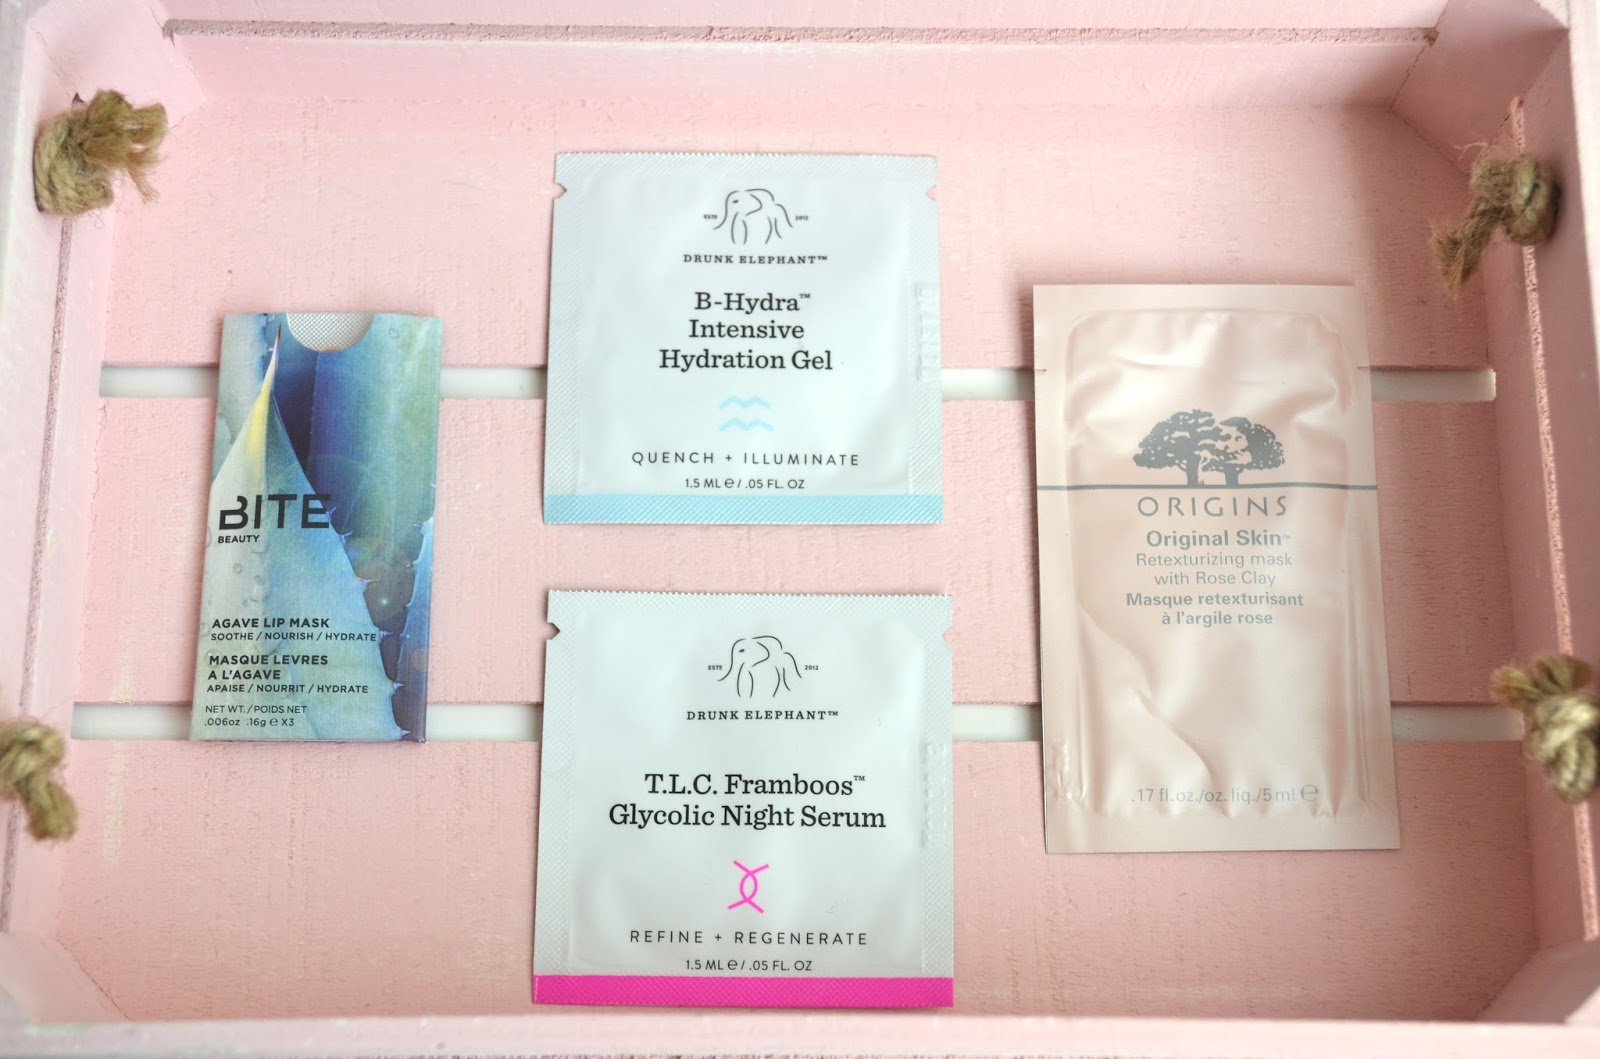 BITE
BEAUTY
AGAVE LIP MASK
SOOTHE / NOURISH / HYDRATE
MASQUE LEVRES
A L'AGAVE
APAISE / NOURRIT / HYDRATE
NET WT. / POIDS NET
.006oz .16g ℮ X3
ESTD 2012
DRUNK ELEPHANT™
B-Hydra™
Intensive
Hydration Gel
QUENCH + ILLUMINATE
1.5 ML ℮ / .05 FL. OZ
ESTD 2012
DRUNK ELEPHANT™
T.L.C. Framboos™
Glycolic Night Serum
REFINE + REGENERATE
1.5 ML ℮ / .05 FL. OZ
ORIGINS
Original Skin™
Retexturizing mask
with Rose Clay
Masque retexturisant
à l'argile rose
.17 fl.oz./oz.liq./5 ml ℮